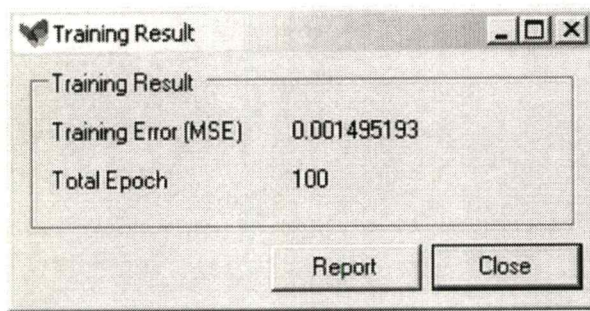 Training Result
Training Result
Training Error (MSE) 0.001495193
Total Epoch 100
Report Close